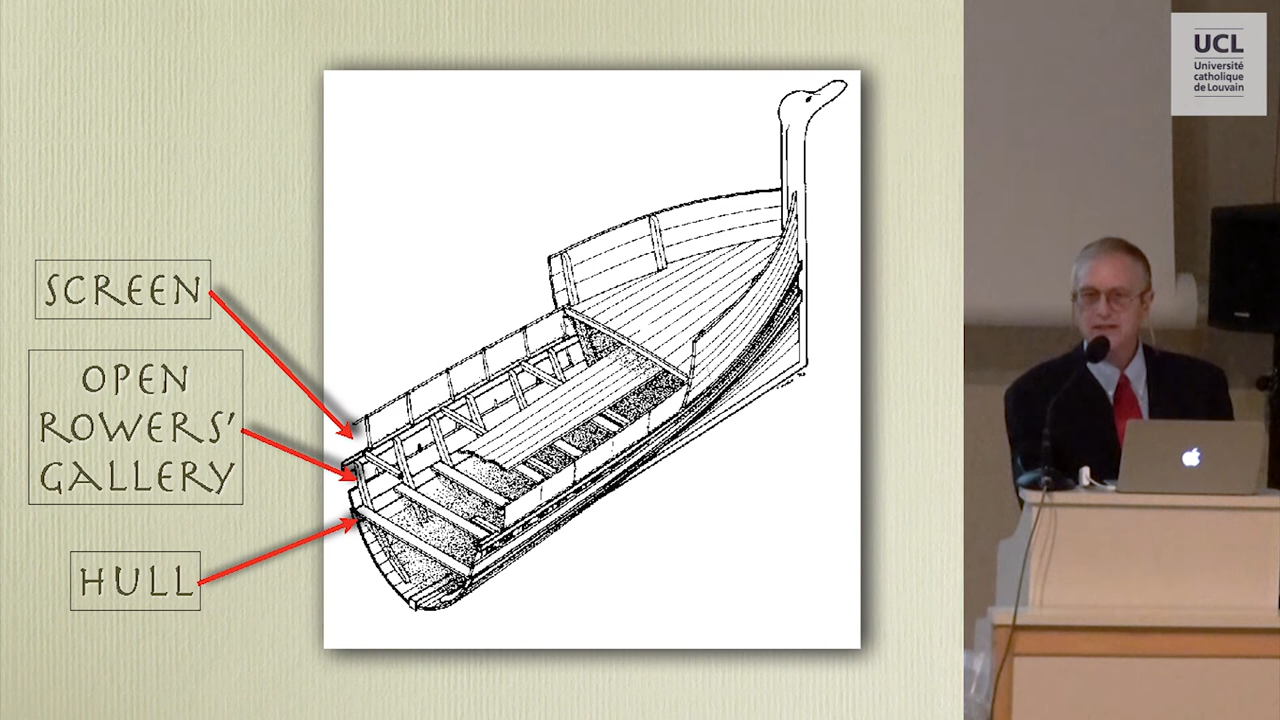 SCREEN
OPEN
ROWERS'
GALLERY
HULL
UCL
Université
catholique
de Louvain